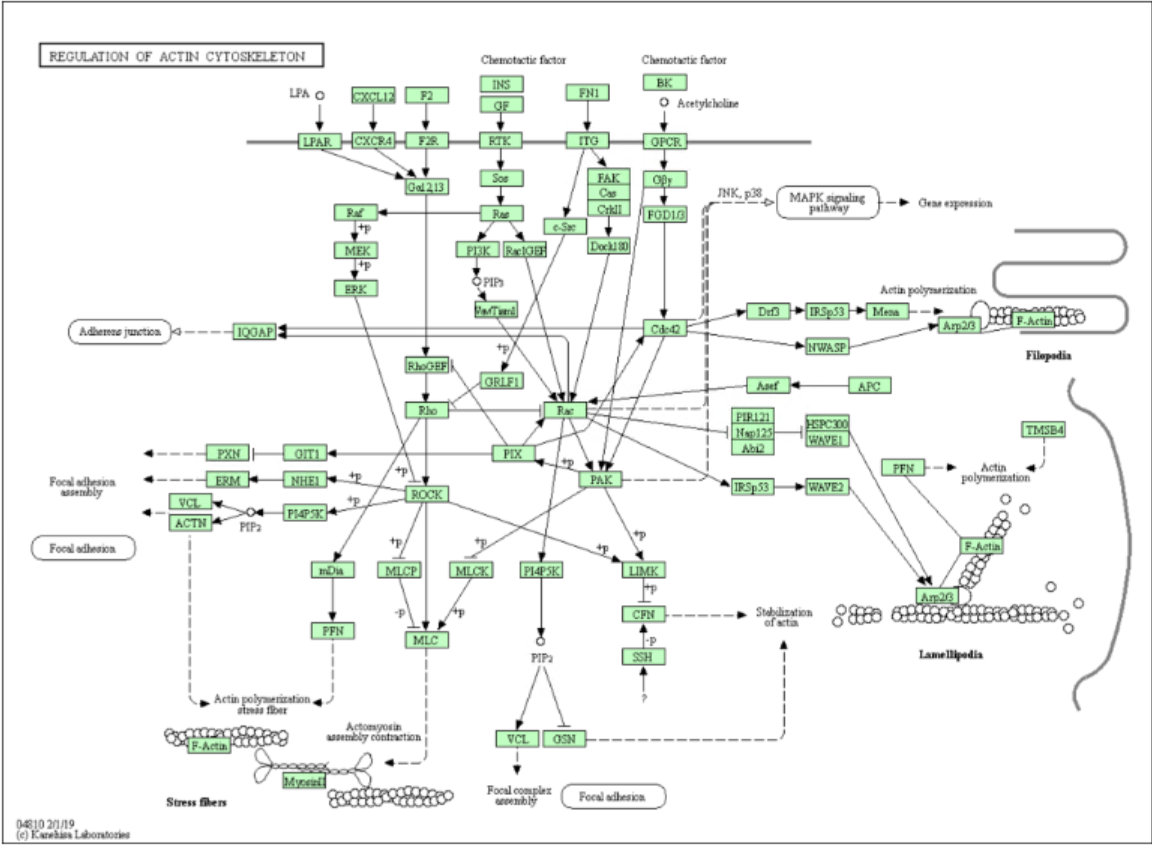 REGULATION OF ACTIN CYTOSKELETON
Chemotactic factor
Chemotactic factor
LPA
CXCL12
F2
INS
GF
FN1
BK
Acetylcholine
LPAR
CXCR4
F2R
RTK
ITG
GPCR
Gα12,13
Sos
FAK
Cas
CrkII
Gβγ
JNK, p38
MAPK signaling
pathway
Gene expression
Raf
Ras
c-Src
FGD1/3
+p
MEK
PI3K
Rac1GEF
Dock180
+p
ERK
PIP3
Vav/Tiam1
Actin polymerization
Adherens junction
IQGAP
Cdc42
Drf3
IRSp53
Mena
Arp2/3
F-Actin
Filopodia
+p
NWASP
RhoGEF
GRLF1
Asef
APC
Rho
Rac
PIR121
Nap125
Abi2
HSPC300
WAVE1
TMSB4
PXN
GIT1
PIX
+p
PFN
Actin
polymerization
Focal adhesion
assembly
ERM
NHE1
+p
ROCK
PAK
IRSp53
WAVE2
VCL
ACTN
PIP2
PI4P5K
+p
Focal adhesion
+p
+p
+p
+p
F-Actin
mDia
MLCP
MLCK
PI4P5K
LIMK
+p
Arp2/3
-p
+p
CFN
Stabilization
of actin
PFN
MLC
-p
PIP2
SSH
Lamellipodia
?
Actin polymerization
stress fiber
Actomyosin
assembly contraction
F-Actin
VCL
GSN
MyosinII
Stress fibers
Focal complex
assembly
Focal adhesion
04810 2/1/19
(c) Kanehisa Laboratories